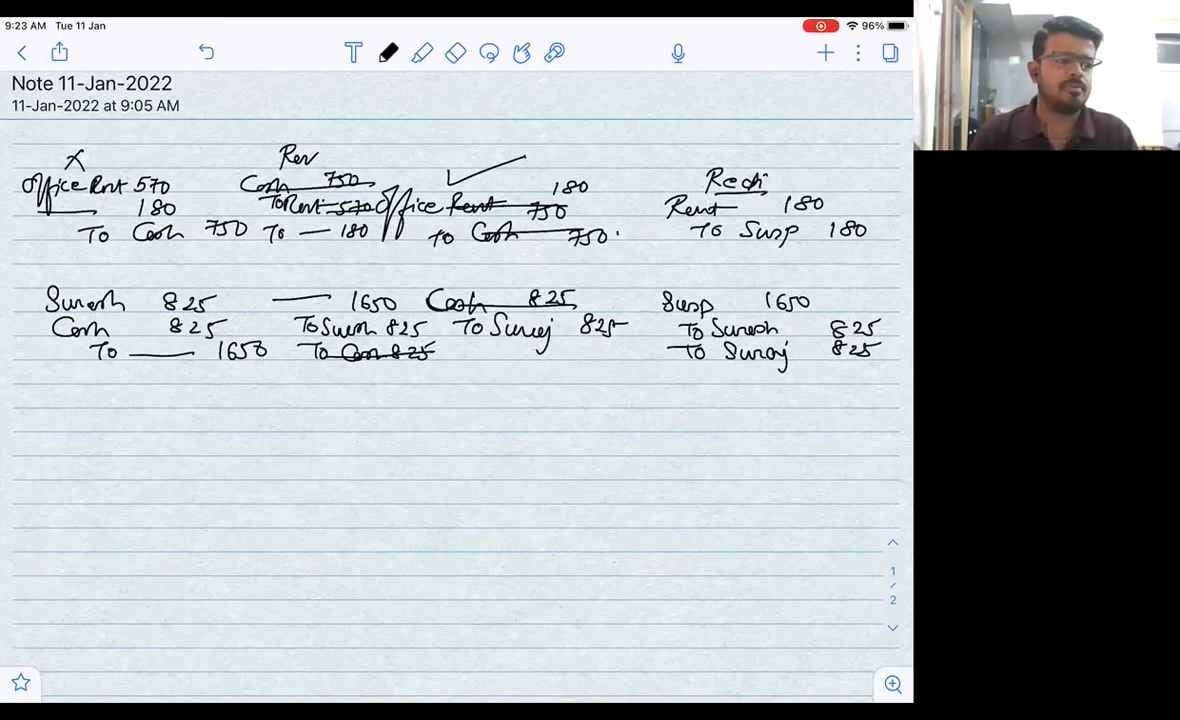 9:23 AM Tue 11 Jan
96%
Note 11-Jan-2022
11-Jan-2022 at 9:05 AM
X Rev ✓ Recti
Office Rent 570 Cash 750 180 Rent 180
180 To Rent 570 Office Rent 750 To Susp 180
To Cash 750 To — 180 To Cash 750.
Suresh 825 — 1650 Cash 825 Susp 1650
Cash 825 To Suresh 825 To Suraj 825 To Suresh 825
To — 1650 To Cash 825 To Suraj 825
1
/
2